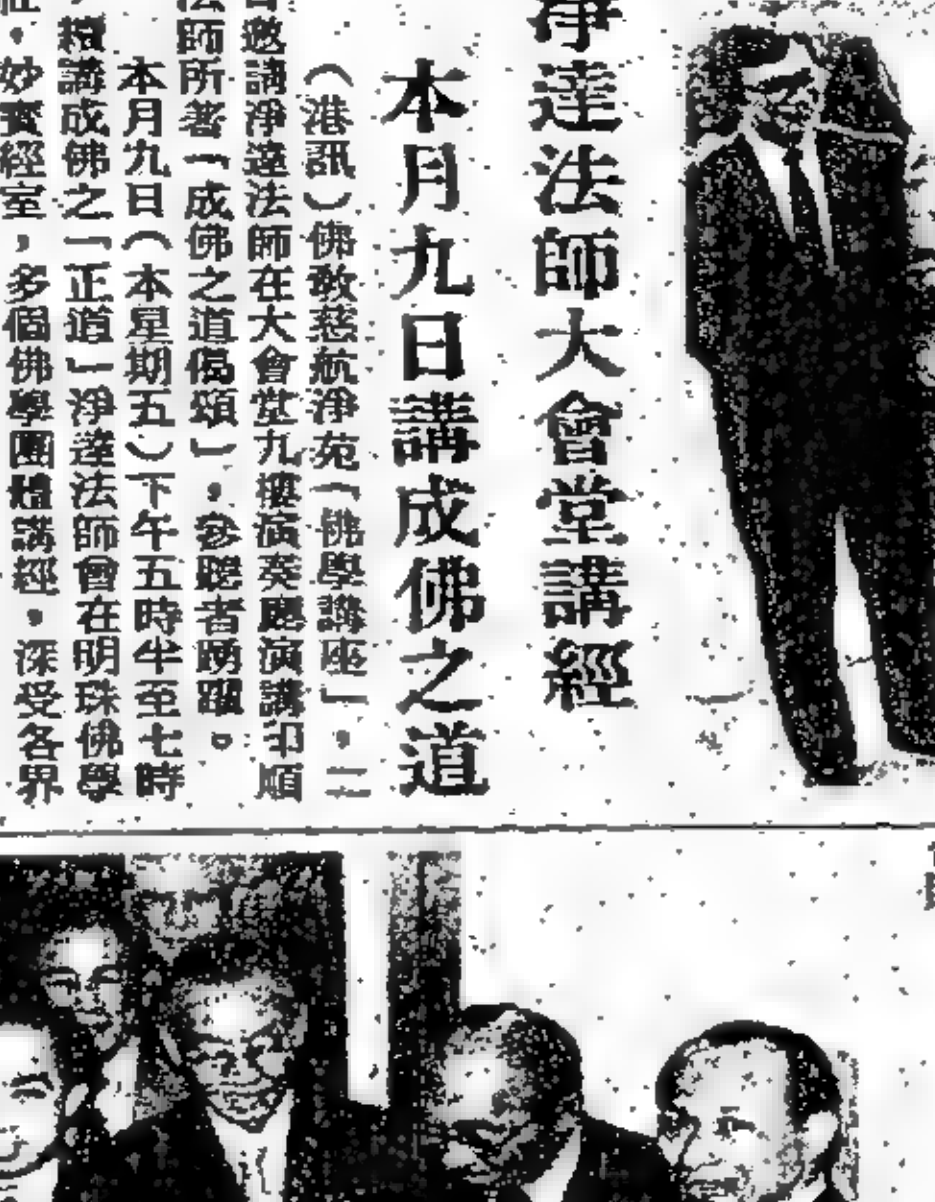 淨達法師大會堂講經
本月九日講成佛之道
（港訊）佛教慈航淨苑「佛學講座」，二
邀請淨達法師在大會堂九樓演奏廳演講印順
法師所著「成佛之道偈頌」，參聽者踴躍。
本月九日（本星期五）下午五時半至七時
續講成佛之「正道」淨達法師曾在明珠佛學
社，妙寶經室，多個佛學團體講經，深受各界